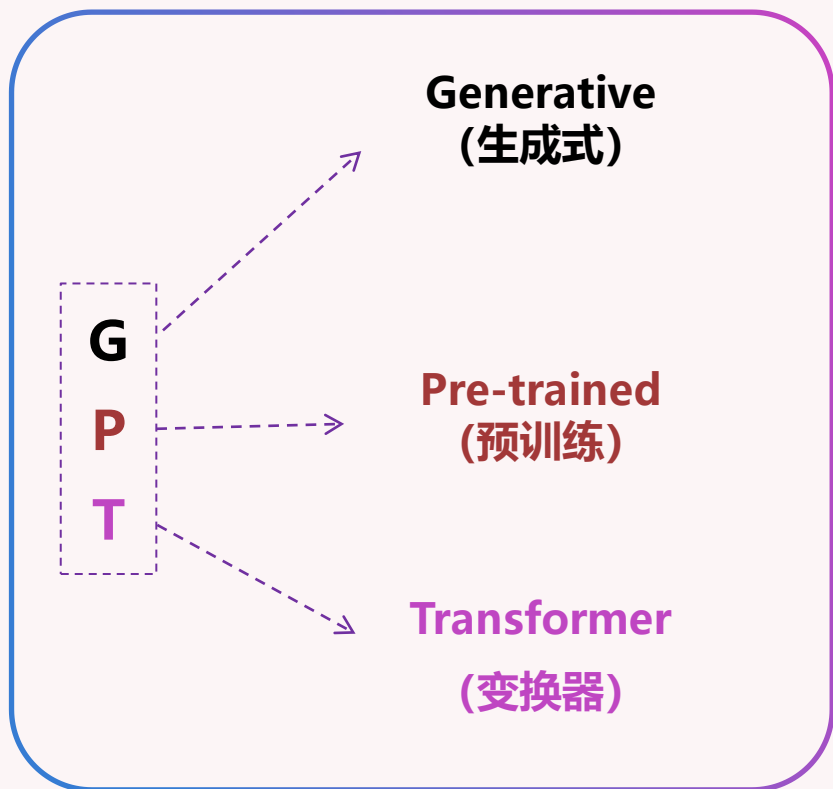 G
P
T
Generative
(生成式)
Pre-trained
(预训练)
Transformer
(变换器)